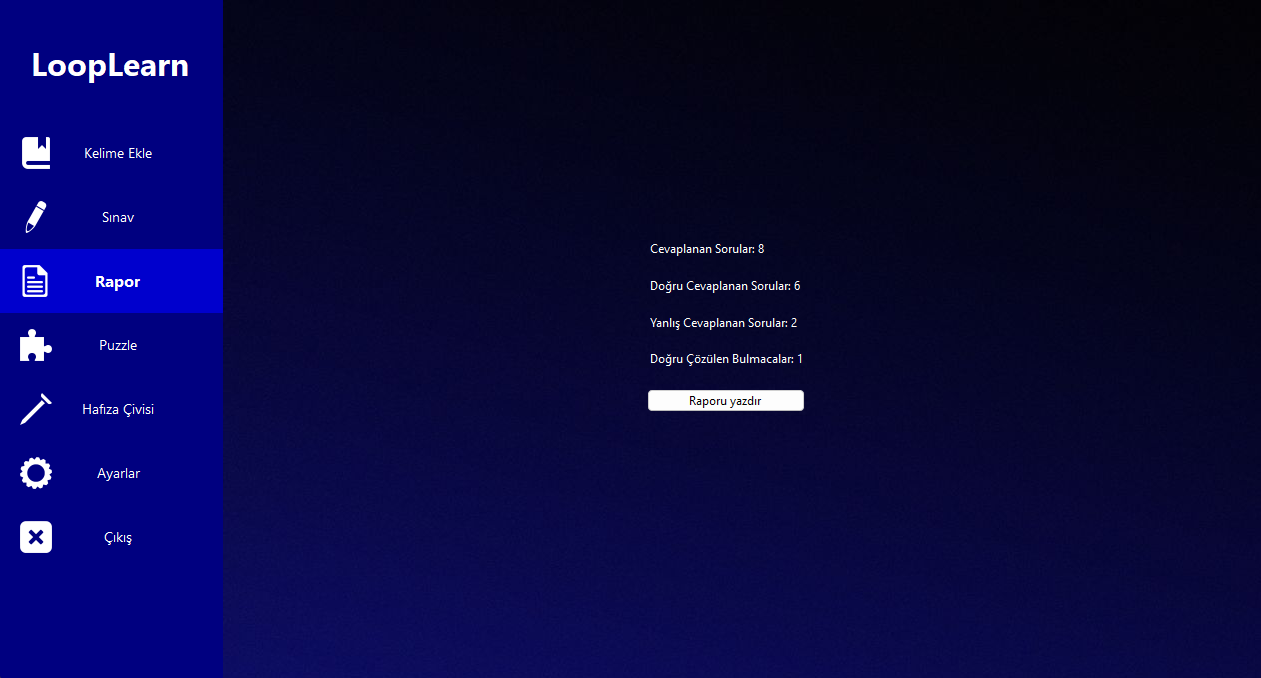 LoopLearn
Kelime Ekle
Sınav
Rapor
Puzzle
Hafıza Çivisi
Ayarlar
Çıkış
Cevaplanan Sorular: 8
Doğru Cevaplanan Sorular: 6
Yanlış Cevaplanan Sorular: 2
Doğru Çözülen Bulmacalar: 1
Raporu yazdır